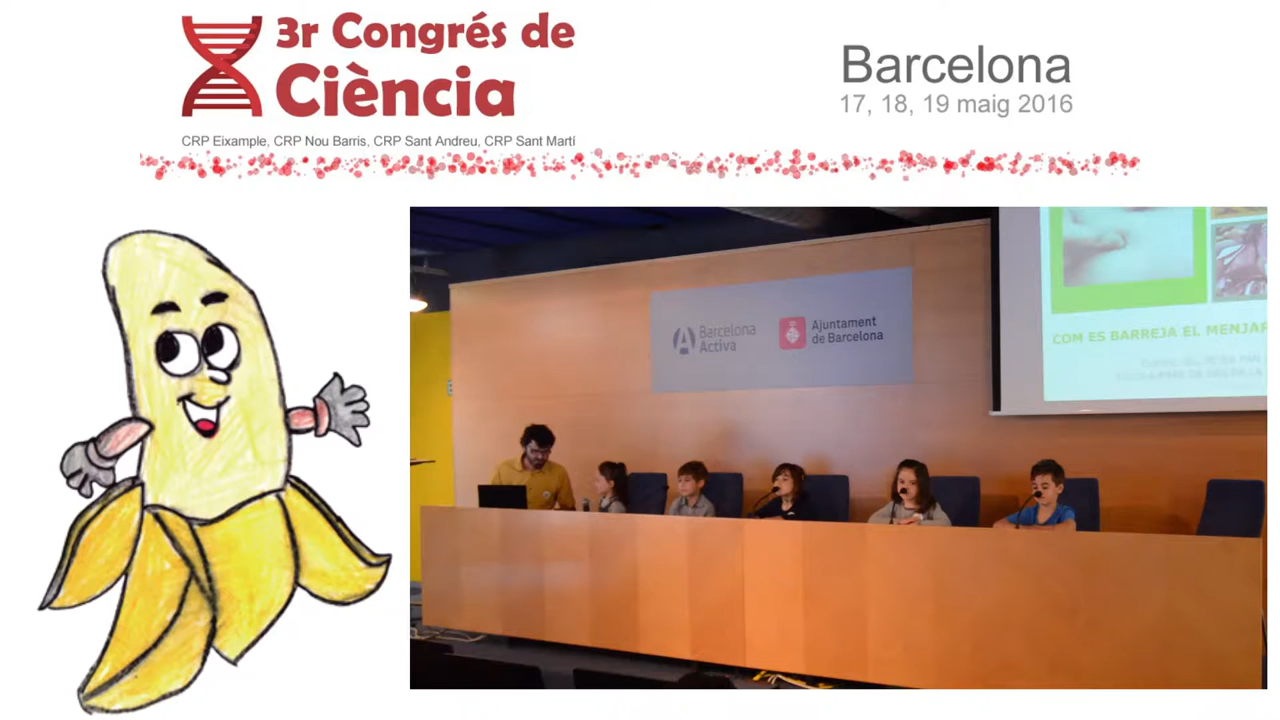 3r Congrés de
Ciència
CRP Eixample, CRP Nou Barris, CRP Sant Andreu, CRP Sant Martí
Barcelona
17, 18, 19 maig 2016
Barcelona
Activa
Ajuntament
de Barcelona
COM ES BARREJA EL MENJAR